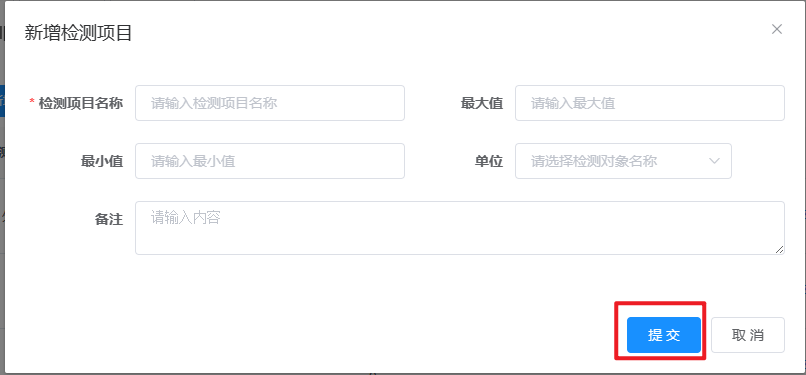 新增检测项目
* 检测项目名称 请输入检测项目名称 最大值 请输入最大值
最小值 请输入最小值 单位 请选择检测对象名称
备注 请输入内容
提交 取消